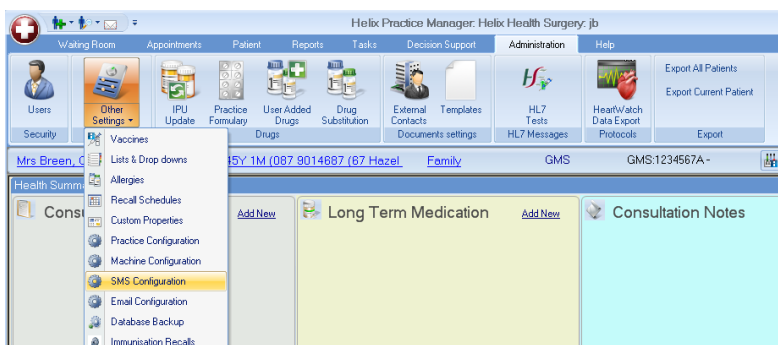 Helix Practice Manager: Helix Health Surgery: jb
Waiting Room Appointments Patient Reports Tasks Decision Support Administration Help
Users
Other
Settings
IPU
Update
Practice
Formulary
User Added
Drugs
Drug
Substitution
External
Contacts
Templates
HL7
Tests
HeartWatch
Data Export
Export All Patients
Export Current Patient
Security
Drugs
Documents settings
HL7 Messages
Protocols
Export
Mrs Breen, 45Y 1M (087 9014687 (67 Hazel Family GMS GMS:1234567A -
Health Summ
Consu Add New
Long Term Medication Add New
Consultation Notes
Vaccines
Lists & Drop downs
Allergies
Recall Schedules
Custom Properties
Practice Configuration
Machine Configuration
SMS Configuration
Email Configuration
Database Backup
Immunisation Recalls